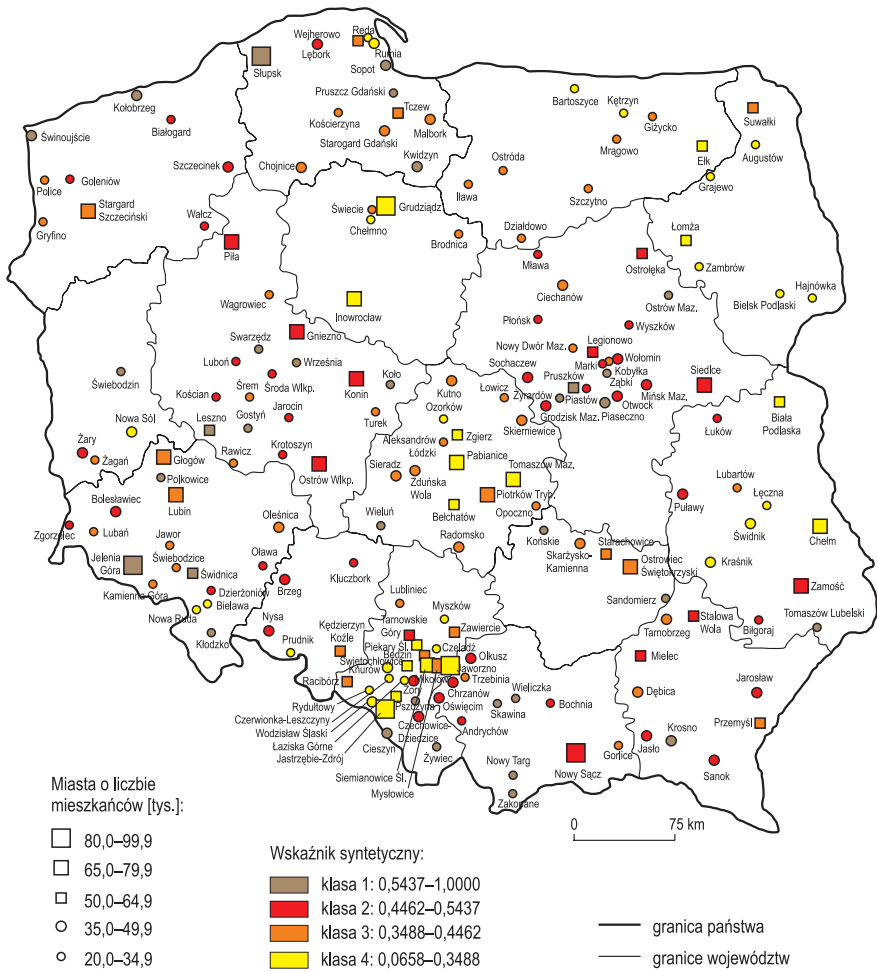 Wejherowo
Reda
Lębork
Rumia
Słupsk
Sopot
Pruszcz Gdański
Kołobrzeg
Bartoszyce
Kętrzyn
Białogard
Kościerzyna
Tczew
Giżycko
Suwałki
Świnoujście
Malbork
Starogard Gdański
Mrągowo
Ełk
Augustów
Szczecinek
Chojnice
Kwidzyn
Ostróda
Goleniów
Police
Iława
Szczytno
Grajewo
Stargard
Szczeciński
Świecie
Grudziądz
Chełmno
Gryfino
Wałcz
Piła
Brodnica
Działdowo
Łomża
Mława
Ostrołęka
Zambrów
Ciechanów
Hajnówka
Bielsk Podlaski
Wągrowiec
Inowrocław
Ostrów Maz.
Płońsk
Wyszków
Swarzędz
Gniezno
Nowy Dwór Maz.
Legionowo
Luboń
Września
Marki
Wołomin
Kobyłka
Świebodzin
Koło
Sochaczew
Ząbki
Siedlce
Środa Wlkp.
Konin
Pruszków
Kościan
Śrem
Kutno
Łowicz
Żyrardów
Piastów
Mińsk Maz.
Otwock
Grodzisk Maz.
Piaseczno
Biała
Podlaska
Leszno
Gostyń
Jarocin
Turek
Ozorków
Skierniewice
Łuków
Nowa Sól
Krotoszyn
Aleksandrów
Łódzki
Zgierz
Żary
Żagań
Głogów
Rawicz
Ostrów Wlkp.
Sieradz
Pabianice
Tomaszów Maz.
Zduńska
Wola
Lubartów
Polkowice
Piotrków Tryb.
Puławy
Łęczna
Bolesławiec
Lubin
Bełchatów
Opoczno
Świdnik
Chełm
Zgorzelec
Lubań
Oleśnica
Wieluń
Końskie
Starachowice
Jawor
Radomsko
Skarżysko-
Kamienna
Kraśnik
Świebodzice
Jelenia
Góra
Świdnica
Oława
Kluczbork
Ostrowiec
Świętokrzyski
Zamość
Kamienna Góra
Dzierżoniów
Brzeg
Lubliniec
Sandomierz
Bielawa
Nowa Ruda
Myszków
Tarnobrzeg
Stalowa
Wola
Biłgoraj
Tomaszów Lubelski
Kłodzko
Nysa
Tarnowskie
Góry
Zawiercie
Prudnik
Kędzierzyn
Koźle
Piekary Śl.
Czeladź
Będzin
Olkusz
Mielec
Świętochłowice
Knurów
Jaworzno
Racibórz
Mikołów
Trzebinia
Dębica
Jarosław
Żory
Chrzanów
Wieliczka
Rydułtowy
Pszczyna
Oświęcim
Skawina
Bochnia
Czerwionka-Leszczyny
Przemyśl
Wodzisław Śląski
Czechowice-
Dziedzice
Andrychów
Krosno
Łaziska Górne
Jasło
Jastrzębie-Zdrój
Cieszyn
Żywiec
Gorlice
Sanok
Siemianowice Śl.
Nowy Targ
Nowy Sącz
Mysłowice
Zakopane
Miasta o liczbie
mieszkańców [tys.]:
80,0–99,9
65,0–79,9
50,0–64,9
35,0–49,9
20,0–34,9
Wskaźnik syntetyczny:
klasa 1: 0,5437–1,0000
klasa 2: 0,4462–0,5437
klasa 3: 0,3488–0,4462
klasa 4: 0,0658–0,3488
0 75 km
granica państwa
granice województw